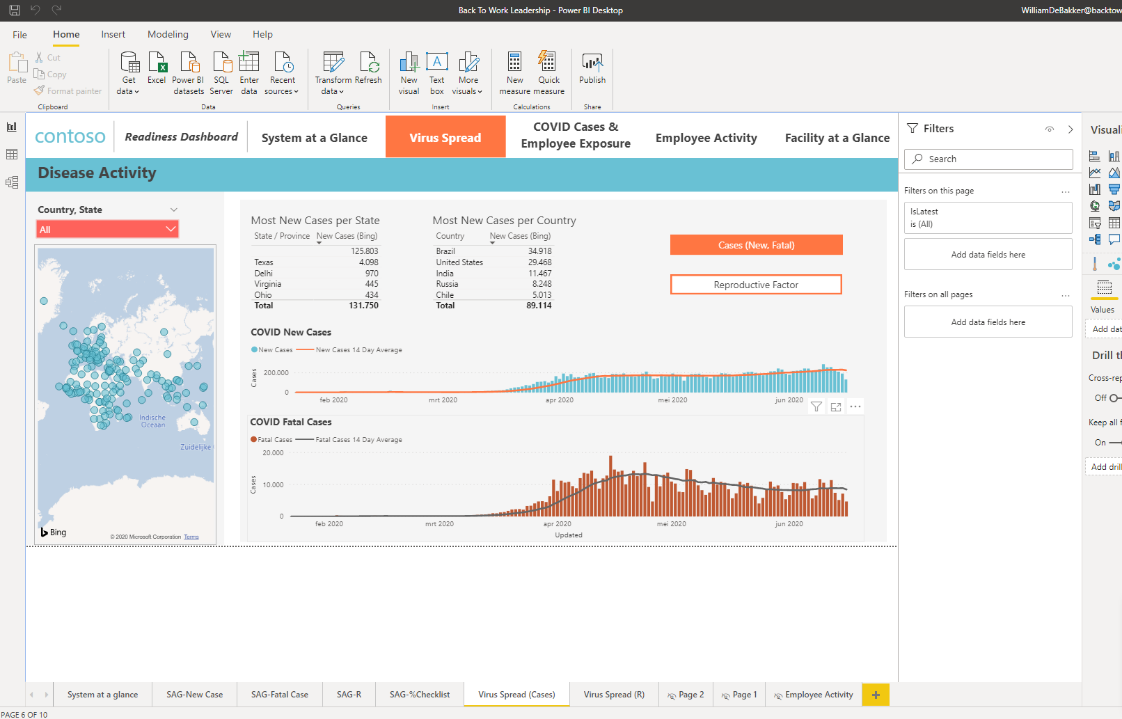 Back To Work Leadership - Power BI Desktop
WilliamDeBakker@backtow
File Home Insert Modeling View Help
Paste
Cut
Copy
Format painter
Clipboard
Get data
Excel
Power BI datasets
SQL Server
Enter data
Recent sources
Data
Transform data
Refresh
Queries
New visual
Text box
More visuals
Insert
New measure
Quick measure
Calculations
Publish
Share
contoso
Readiness Dashboard
System at a Glance
Virus Spread
COVID Cases &
Employee Exposure
Employee Activity
Facility at a Glance
Disease Activity
Country, State
All
Indische
Oceaan
Zuidelijke
Bing
© 2020 Microsoft Corporation Terms
Most New Cases per State
State / Province New Cases (Bing)
125.803
Texas 4.098
Delhi 970
Virginia 445
Ohio 434
Total 131.750
Most New Cases per Country
Country New Cases (Bing)
Brazil 34.918
United States 29.468
India 11.467
Russia 8.248
Chile 5.013
Total 89.114
Cases (New, Fatal)
Reproductive Factor
COVID New Cases
New Cases New Cases 14 Day Average
Cases
200.000
0
feb 2020 mrt 2020 apr 2020 mei 2020 jun 2020
COVID Fatal Cases
Fatal Cases Fatal Cases 14 Day Average
Cases
20.000
10.000
0
feb 2020 mrt 2020 apr 2020 mei 2020 jun 2020
Updated
Filters
Search
Filters on this page
IsLatest
is (All)
Add data fields here
Filters on all pages
Add data fields here
Visuali
Values
Add dat
Drill th
Cross-rep
Off
Keep all f
On
Add drill
System at a glance SAG-New Case SAG-Fatal Case SAG-R SAG-%Checklist Virus Spread (Cases) Virus Spread (R) Page 2 Page 1 Employee Activity +
PAGE 6 OF 10